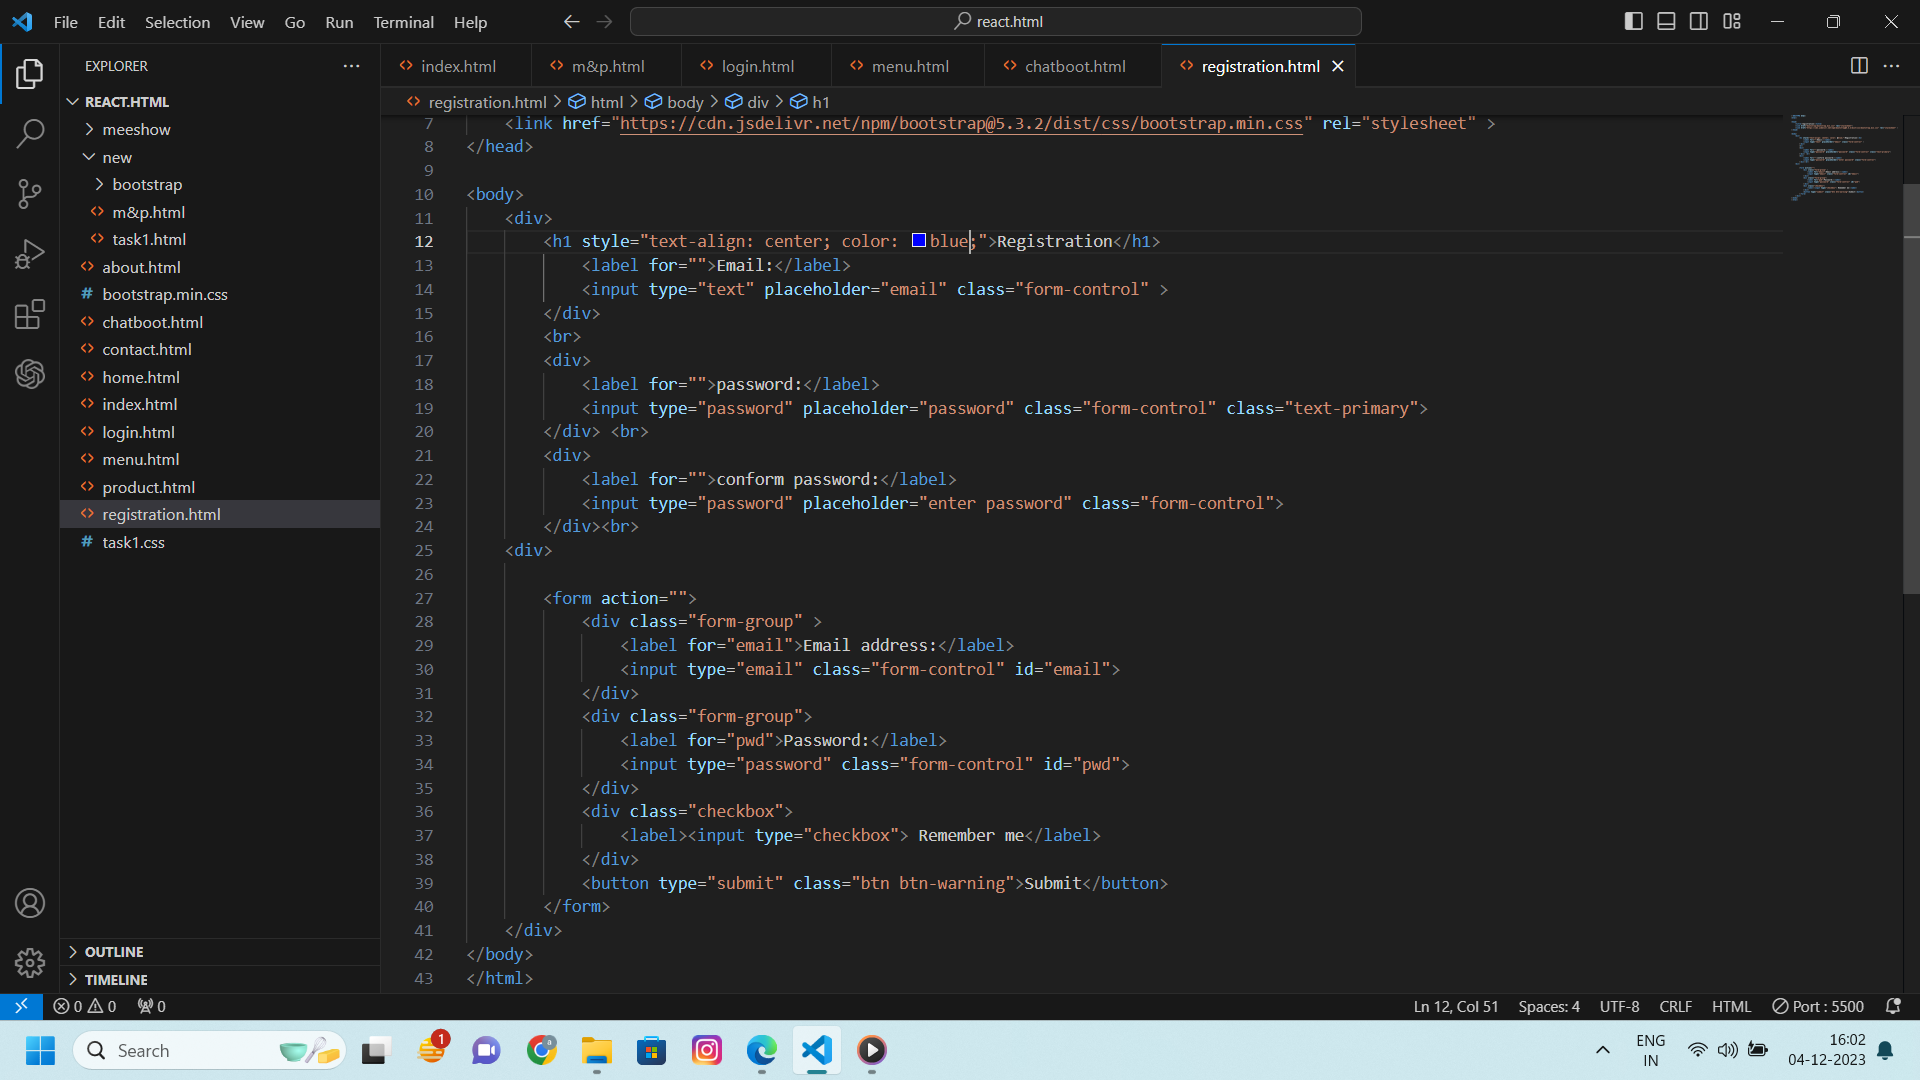 File Edit Selection View Go Run Terminal Help
react.html
EXPLORER
index.html m&p.html login.html menu.html chatboot.html registration.html
REACT.HTML
meeshow
new
bootstrap
m&p.html
task1.html
about.html
# bootstrap.min.css
chatboot.html
contact.html
home.html
index.html
login.html
menu.html
product.html
registration.html
# task1.css
OUTLINE
TIMELINE
registration.html > html > body > div > h1
7 <link href="https://cdn.jsdelivr.net/npm/bootstrap@5.3.2/dist/css/bootstrap.min.css" rel="stylesheet" >
8 </head>
9
10 <body>
11 <div>
12 <h1 style="text-align: center; color: blue;">Registration</h1>
13 <label for="">Email:</label>
14 <input type="text" placeholder="email" class="form-control" >
15 </div>
16 <br>
17 <div>
18 <label for="">password:</label>
19 <input type="password" placeholder="password" class="form-control" class="text-primary">
20 </div> <br>
21 <div>
22 <label for="">conform password:</label>
23 <input type="password" placeholder="enter password" class="form-control">
24 </div><br>
25 <div>
26
27 <form action="">
28 <div class="form-group" >
29 <label for="email">Email address:</label>
30 <input type="email" class="form-control" id="email">
31 </div>
32 <div class="form-group">
33 <label for="pwd">Password:</label>
34 <input type="password" class="form-control" id="pwd">
35 </div>
36 <div class="checkbox">
37 <label><input type="checkbox"> Remember me</label>
38 </div>
39 <button type="submit" class="btn btn-warning">Submit</button>
40 </form>
41 </div>
42 </body>
43 </html>
0 0 0
Ln 12, Col 51 Spaces: 4 UTF-8 CRLF HTML Port : 5500
Search
1
a
ENG
IN
16:02
04-12-2023